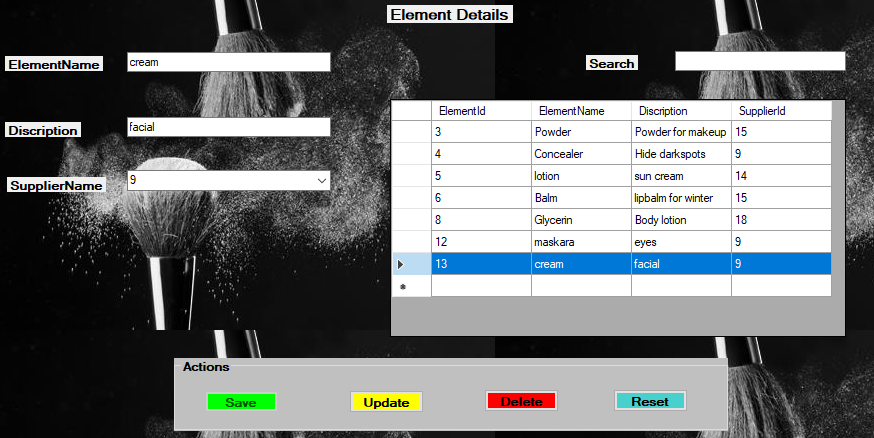 Element Details
ElementName
cream
Search
Discription
facial
SupplierName
9
ElementId ElementName Discription SupplierId
3 Powder Powder for makeup 15
4 Concealer Hide darkspots 9
5 lotion sun cream 14
6 Balm lipbalm for winter 15
8 Glycerin Body lotion 18
12 maskara eyes 9
13 cream facial 9
Actions
Save Update Delete Reset